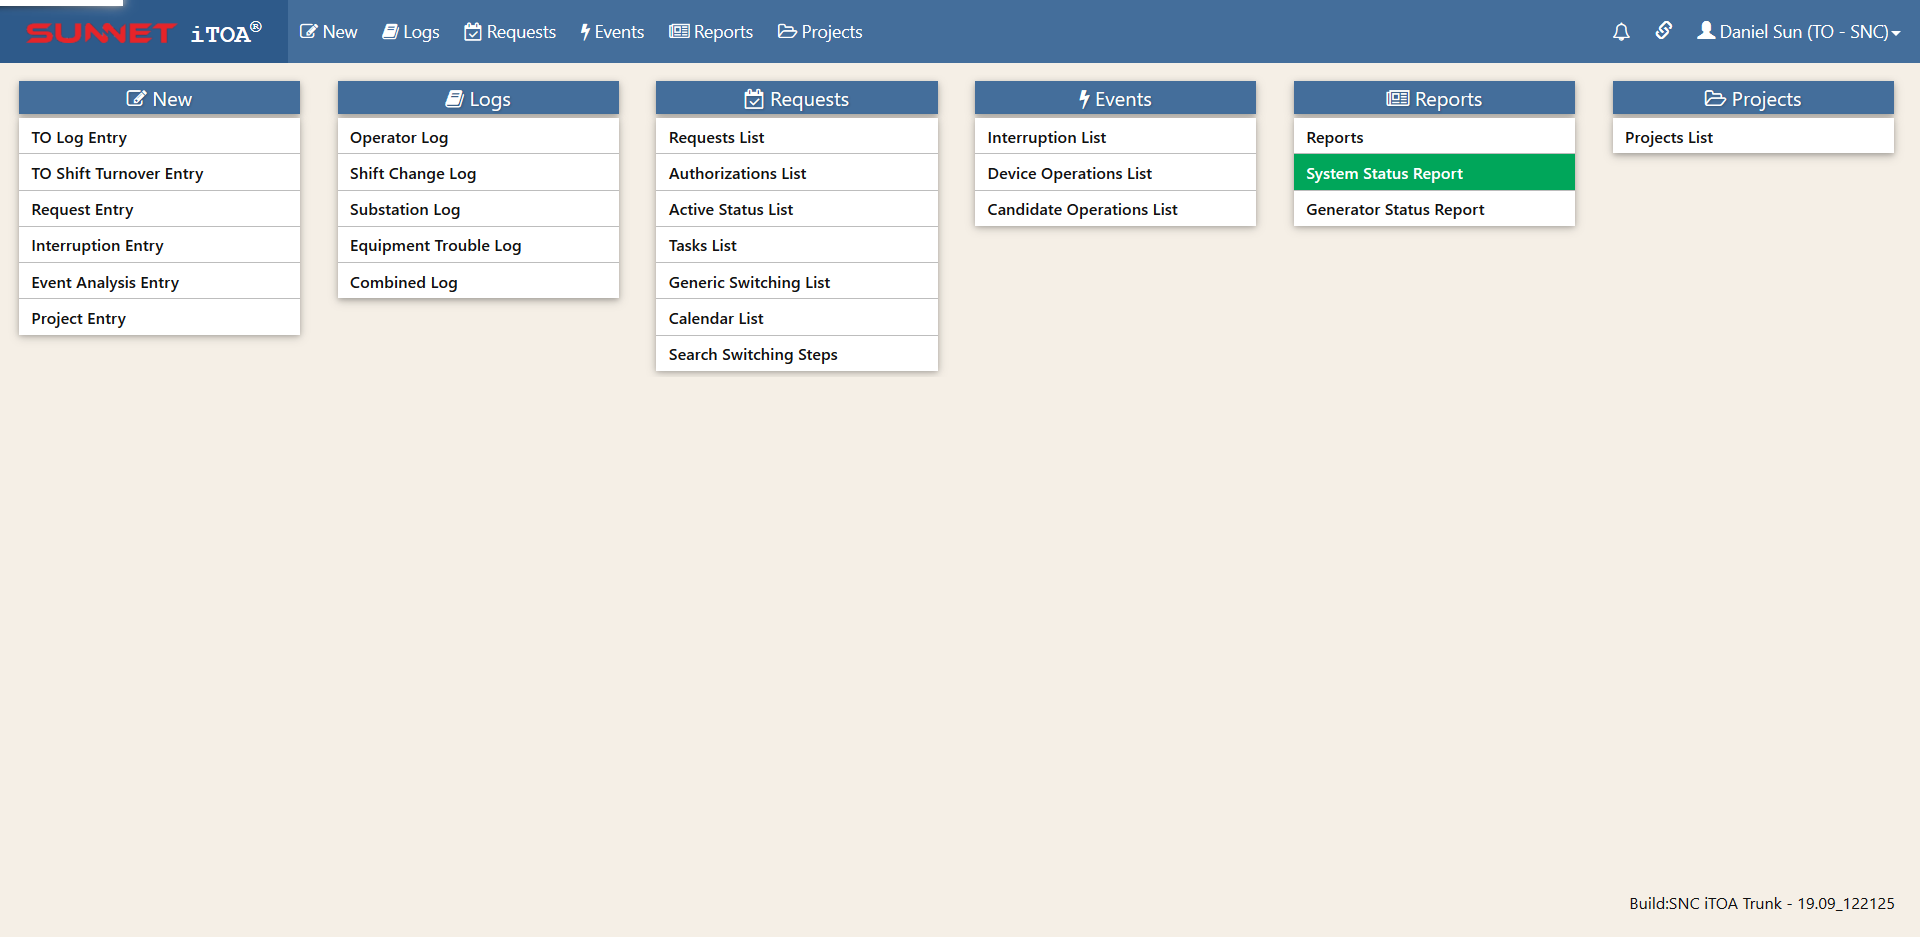 SUNNET iTOA®
New
Logs
Requests
Events
Reports
Projects
Daniel Sun (TO - SNC)
New
TO Log Entry
TO Shift Turnover Entry
Request Entry
Interruption Entry
Event Analysis Entry
Project Entry
Logs
Operator Log
Shift Change Log
Substation Log
Equipment Trouble Log
Combined Log
Requests
Requests List
Authorizations List
Active Status List
Tasks List
Generic Switching List
Calendar List
Search Switching Steps
Events
Interruption List
Device Operations List
Candidate Operations List
Reports
Reports
System Status Report
Generator Status Report
Projects
Projects List
Build:SNC iTOA Trunk - 19.09_122125